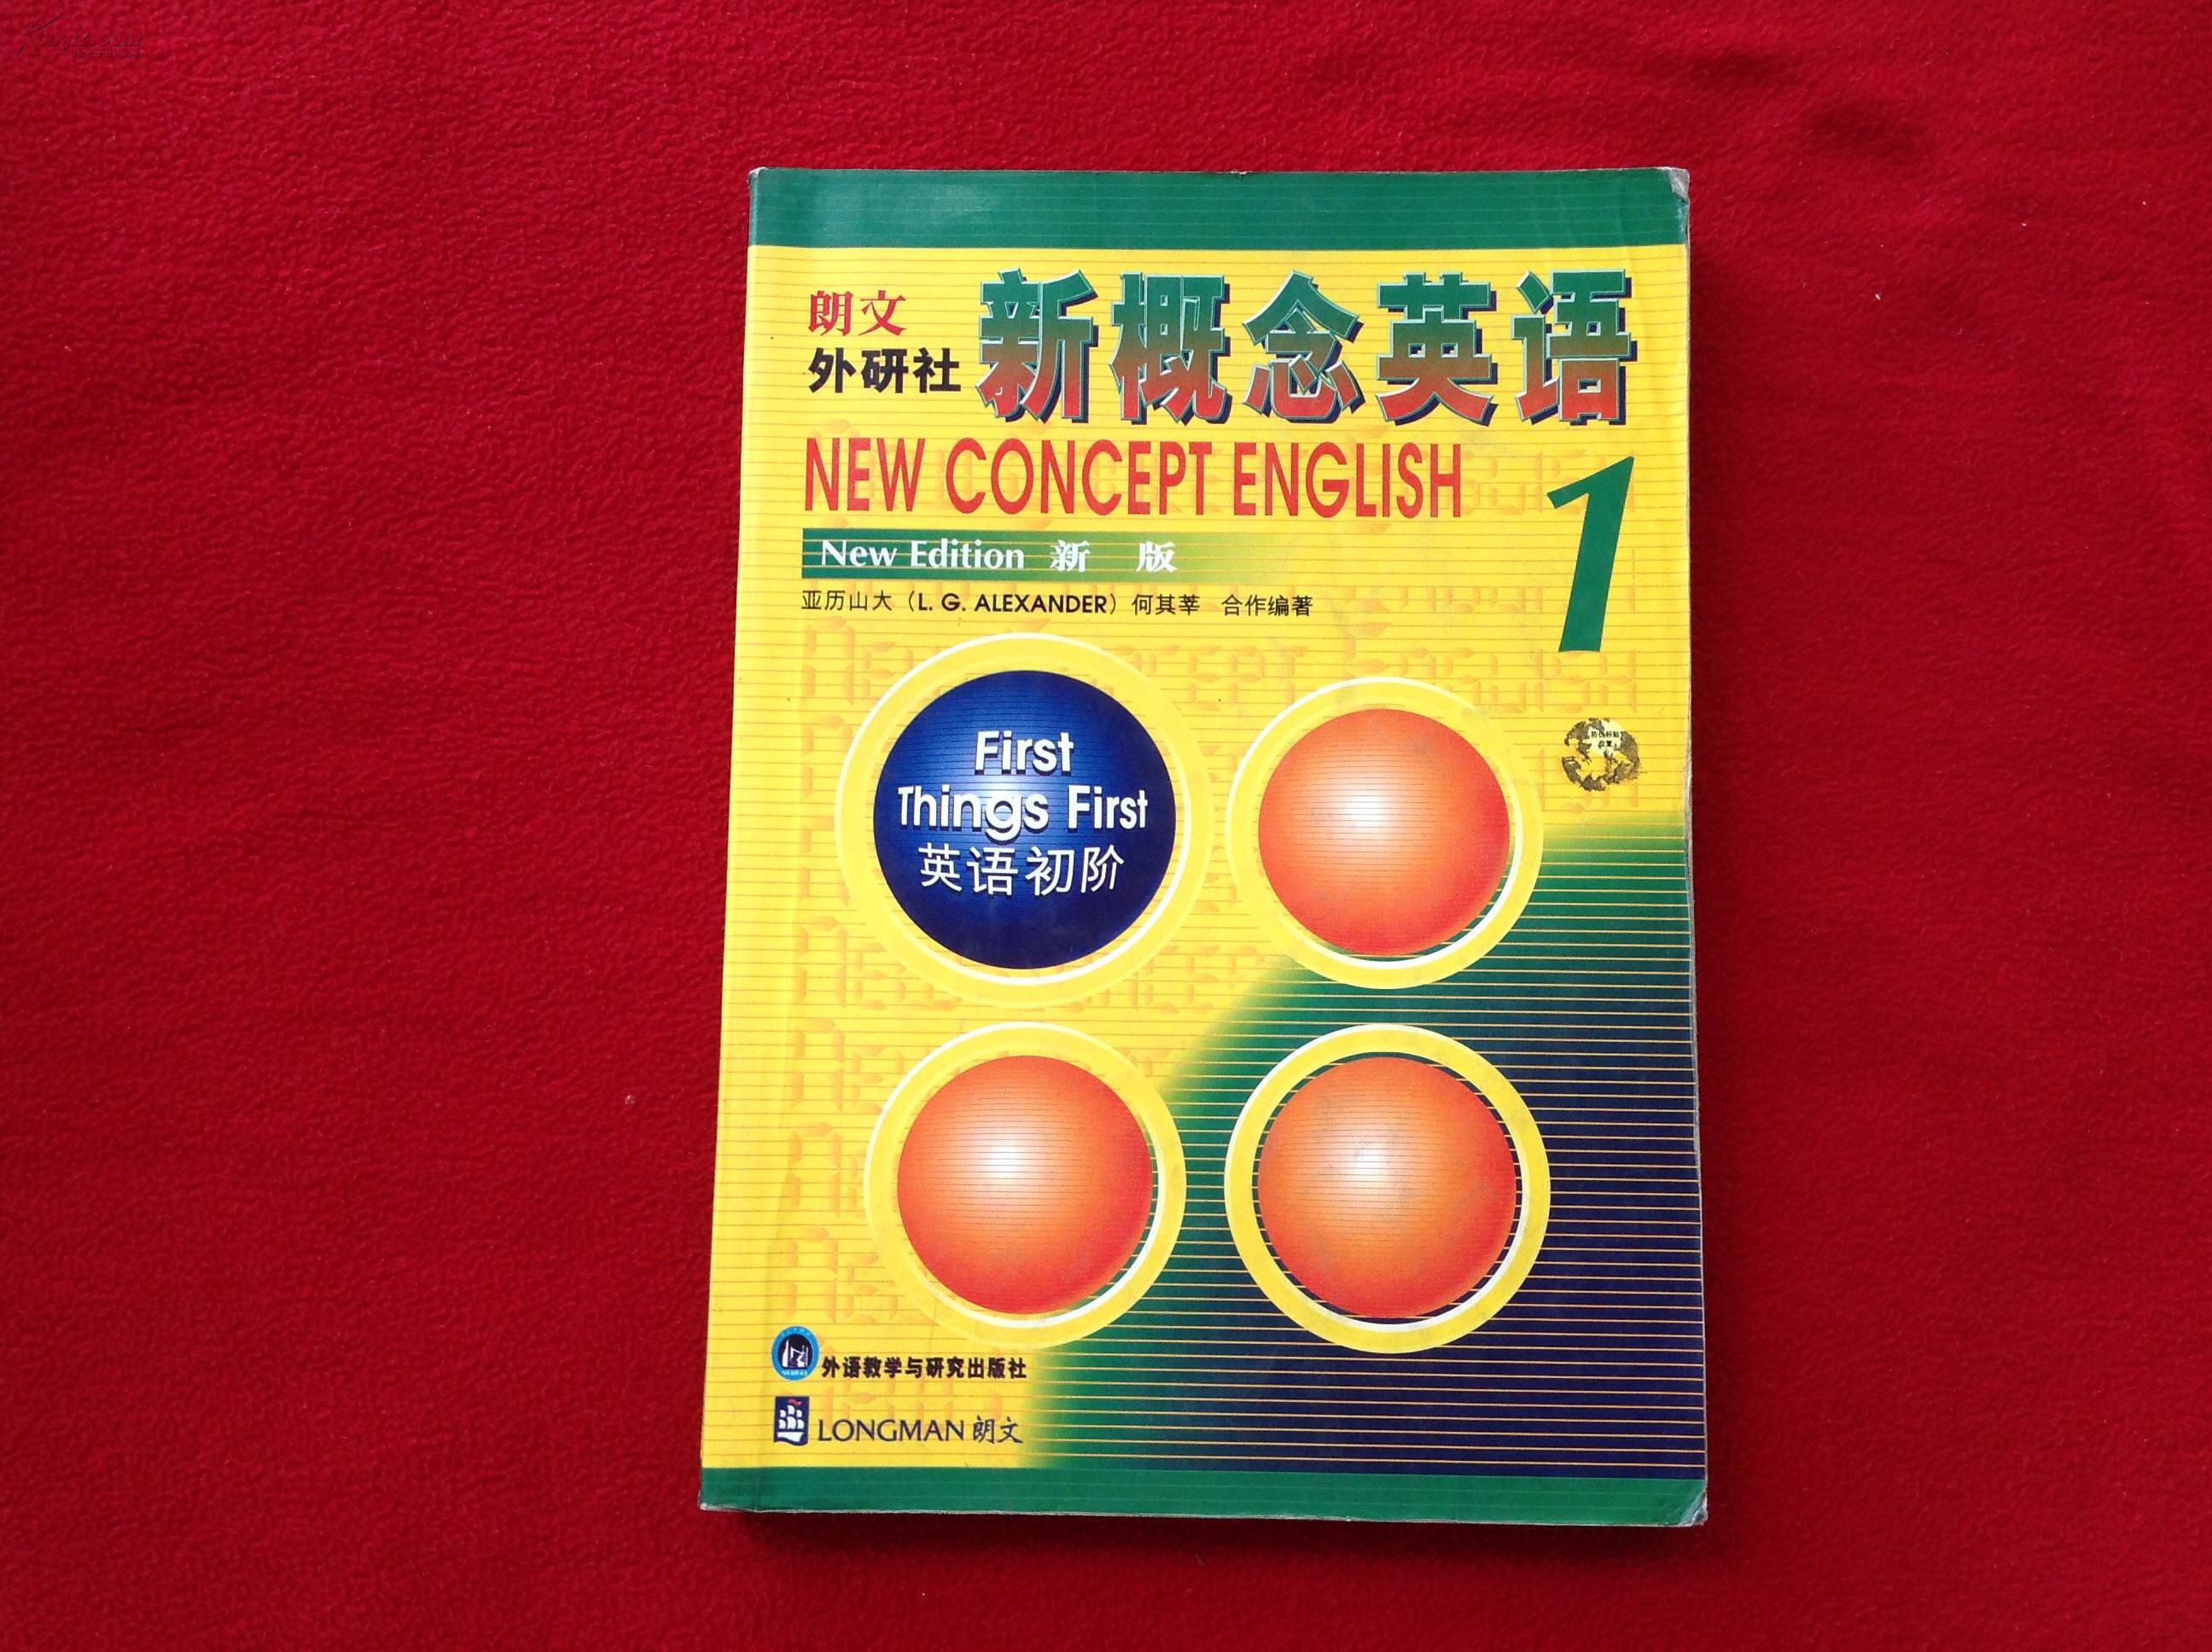 朗文
外研社
新概念英语
NEW CONCEPT ENGLISH
1
New Edition 新 版
亚历山大（L. G. ALEXANDER）何其莘 合作编著
First
Things First
英语初阶
外语教学与研究出版社
LONGMAN 朗文